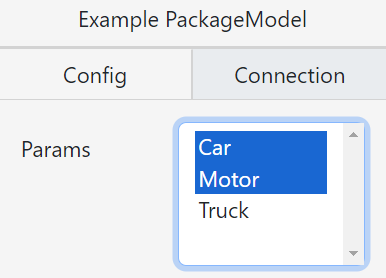 Example PackageModel
Config
Connection
Params
Car
Motor
Truck